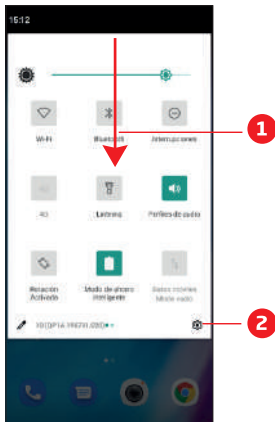 15:12
Wi-Fi
Bluetooth
Interrupciones
4G
Linterna
Perfiles de audio
Rotación
Activada
Modo de ahorro
inteligente
Datos móviles
Modo vuelo
1
2